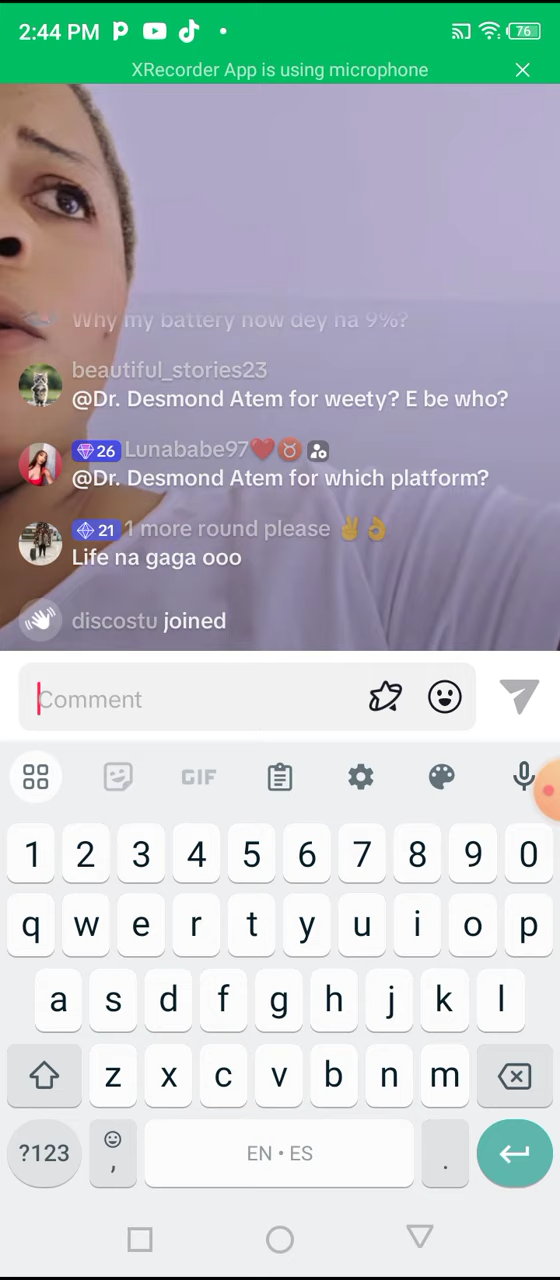 2:44 PM
76
XRecorder App is using microphone
Why my battery now dey na 9%?
beautiful_stories23
@Dr. Desmond Atem for weety? E be who?
26 Lunababe97❤️♉
@Dr. Desmond Atem for which platform?
21 1 more round please ✌👌
Life na gaga ooo
discostu joined
Comment
GIF
1 2 3 4 5 6 7 8 9 0
q w e r t y u i o p
a s d f g h j k l
z x c v b n m
?123 , EN • ES .